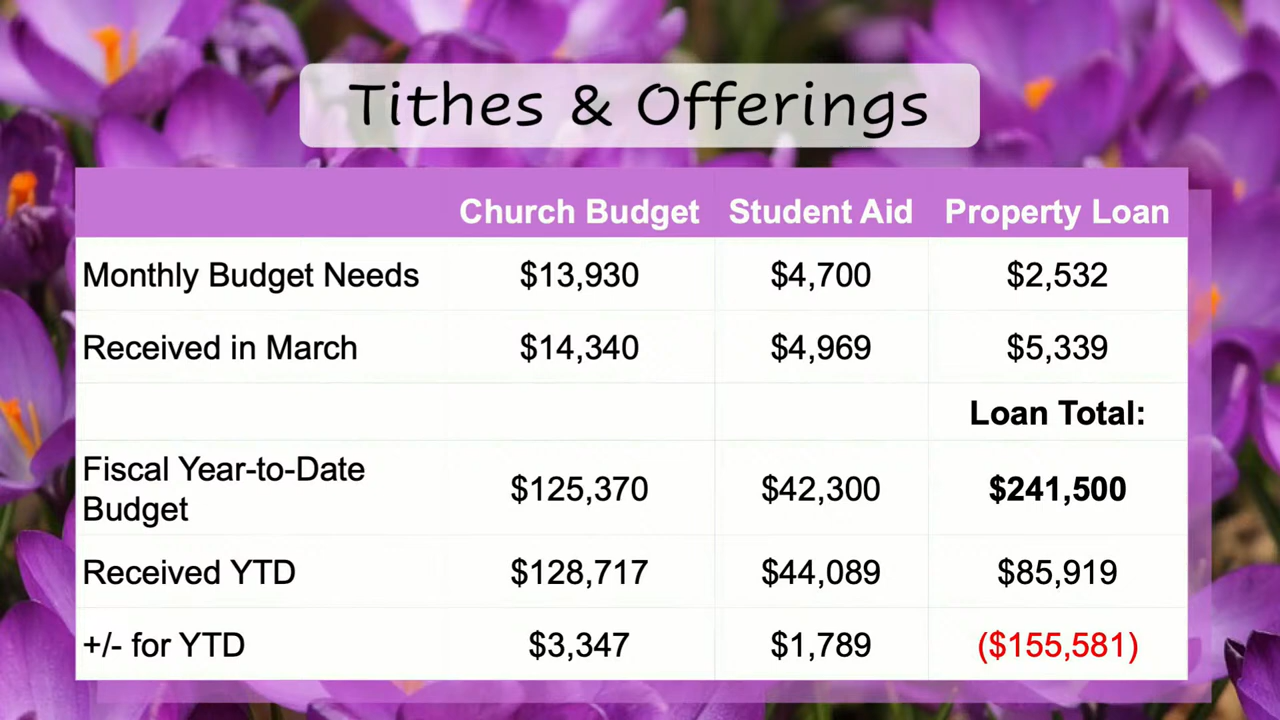 Tithes & Offerings
Church Budget Student Aid Property Loan
Monthly Budget Needs $13,930 $4,700 $2,532
Received in March $14,340 $4,969 $5,339
Loan Total:
Fiscal Year-to-Date
Budget $125,370 $42,300 $241,500
Received YTD $128,717 $44,089 $85,919
+/- for YTD $3,347 $1,789 ($155,581)